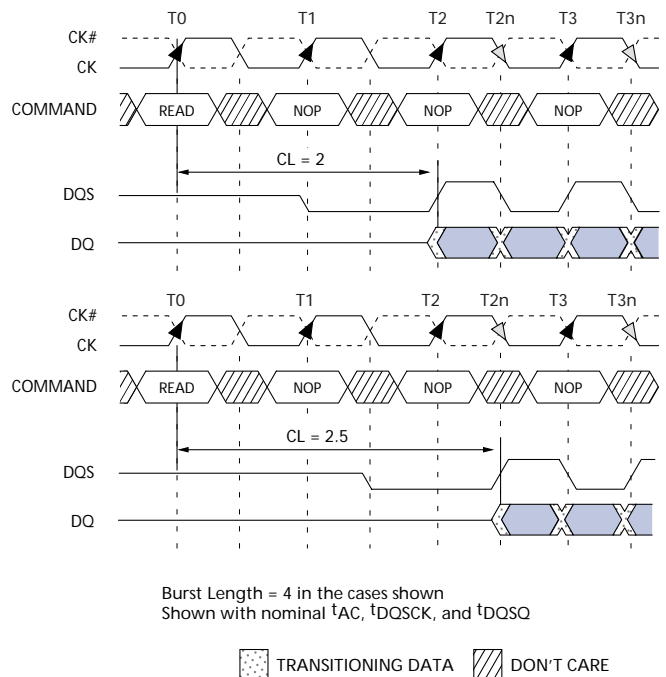 T0 T1 T2 T2n T3 T3n
CK#
CK
COMMAND READ NOP NOP NOP
CL = 2
DQS
DQ
T0 T1 T2 T2n T3 T3n
CK#
CK
COMMAND READ NOP NOP NOP
CL = 2.5
DQS
DQ
Burst Length = 4 in the cases shown
Shown with nominal tAC, tDQSCK, and tDQSQ
TRANSITIONING DATA DON'T CARE